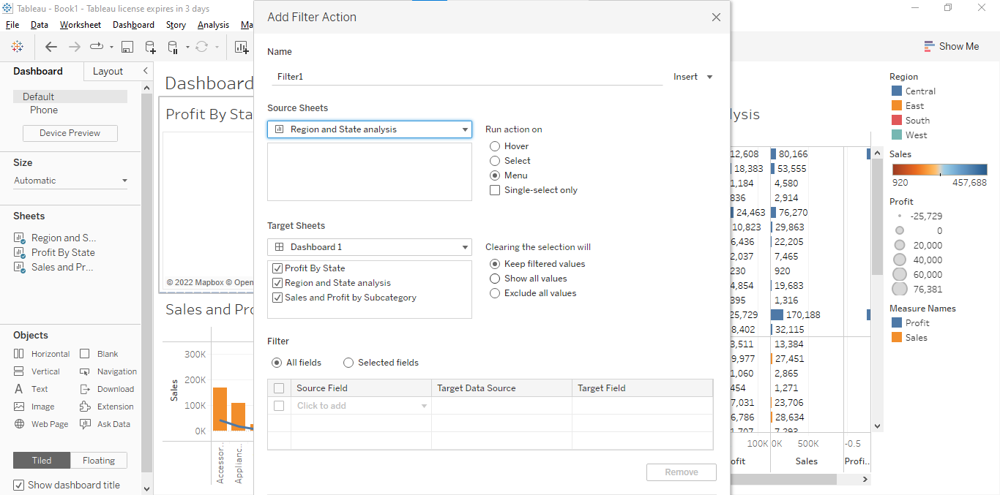 Tableau - Book1 - Tableau license expires in 3 days
File Data Worksheet Dashboard Story Analysis Ma
Show Me
Dashboard Layout
Default
Phone
Device Preview
Size
Automatic
Sheets
Region and S...
Profit By State
Sales and Pr...
Objects
Horizontal Blank
Vertical Navigation
Text Download
Image Extension
Web Page Ask Data
Tiled Floating
Show dashboard title
Dashboard
Profit By Sta
© 2022 Mapbox © Open
Sales and Pro
300K
200K
100K
0K
Sales
Accessor..
Applianc..
Add Filter Action
Name
Filter1 Insert
Source Sheets
Region and State analysis
Run action on
Hover
Select
Menu
Single-select only
Target Sheets
Dashboard 1
Profit By State
Region and State analysis
Sales and Profit by Subcategory
Clearing the selection will
Keep filtered values
Show all values
Exclude all values
Filter
All fields Selected fields
Source Field Target Data Source Target Field
Click to add
Remove
lysis
12,608 80,166
18,383 53,555
1,184 4,580
836 2,914
24,463 76,270
10,823 29,863
6,436 22,205
2,037 7,465
230 920
4,854 19,683
395 1,316
25,729 170,188
8,402 32,115
3,511 13,384
9,977 27,451
1,060 2,865
454 1,271
7,031 23,706
6,786 28,634
1,707 7,293
100K 0K 500K -0.5
ofit Sales Profi..
Region
Central
East
South
West
Sales
920 457,688
Profit
-25,729
0
20,000
40,000
60,000
76,381
Measure Names
Profit
Sales